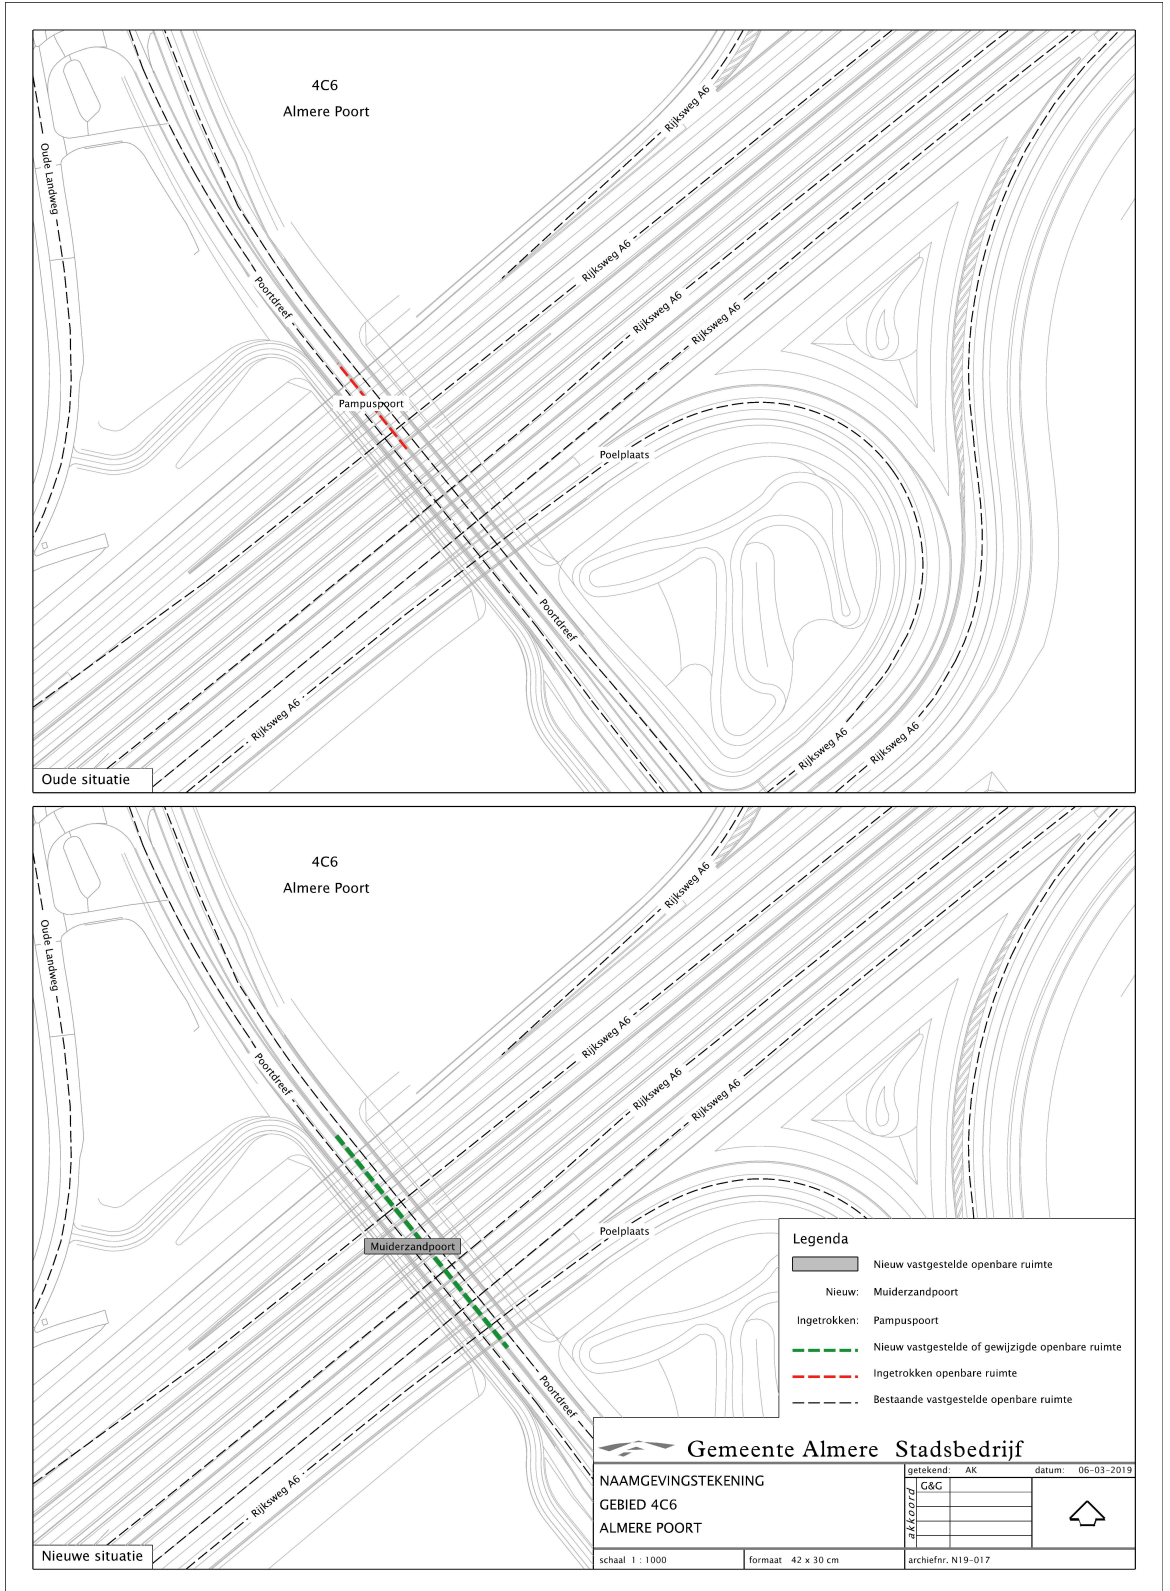 4C6
Almere Poort
Rijksweg A6
Oude Landweg
Rijksweg A6
Poortdreef
Rijksweg A6
Rijksweg A6
Pampuspoort
Poelplaats
Poortdreef
Rijksweg A6
Rijksweg A6
Rijksweg A6
Oude situatie
4C6
Almere Poort
Rijksweg A6
Oude Landweg
Rijksweg A6
Poortdreef
Rijksweg A6
Rijksweg A6
Poelplaats
Muiderzandpoort
Poortdreef
Rijksweg A6
Nieuwe situatie
Legenda
Nieuw vastgestelde openbare ruimte
Nieuw: Muiderzandpoort
Ingetrokken: Pampuspoort
Nieuw vastgestelde of gewijzigde openbare ruimte
Ingetrokken openbare ruimte
Bestaande vastgestelde openbare ruimte
Gemeente Almere Stadsbedrijf
NAAMGEVINGSTEKENING
GEBIED 4C6
ALMERE POORT
getekend: AK datum: 06-03-2019
akkoord
G&G
schaal 1 : 1000 formaat 42 x 30 cm archiefnr. N19-017